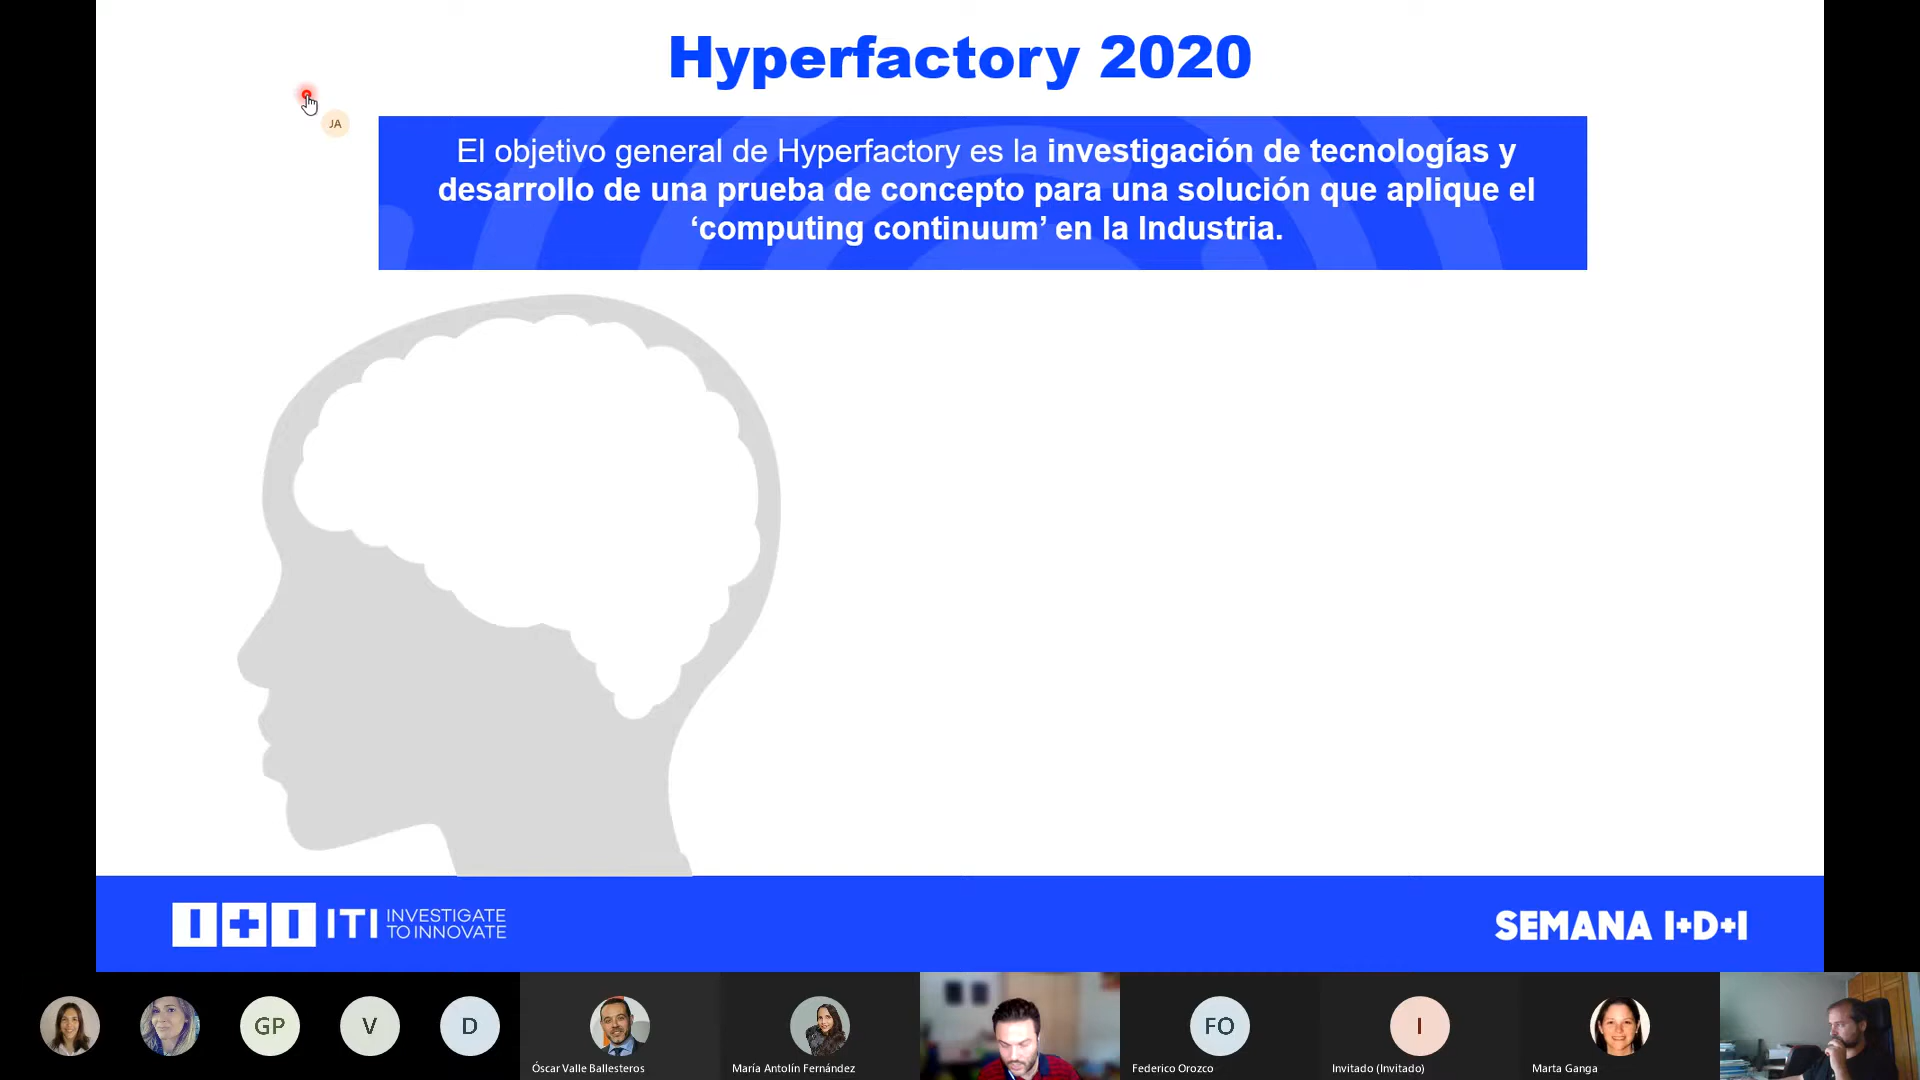 Hyperfactory 2020
JA
El objetivo general de Hyperfactory es la investigación de tecnologías y
desarrollo de una prueba de concepto para una solución que aplique el
‘computing continuum’ en la Industria.
I+I ITI INVESTIGATE
TO INNOVATE
SEMANA I+D+I
GP
V
D
FO
I
Óscar Valle Ballesteros
María Antolín Fernández
Federico Orozco
Invitado (Invitado)
Marta Ganga